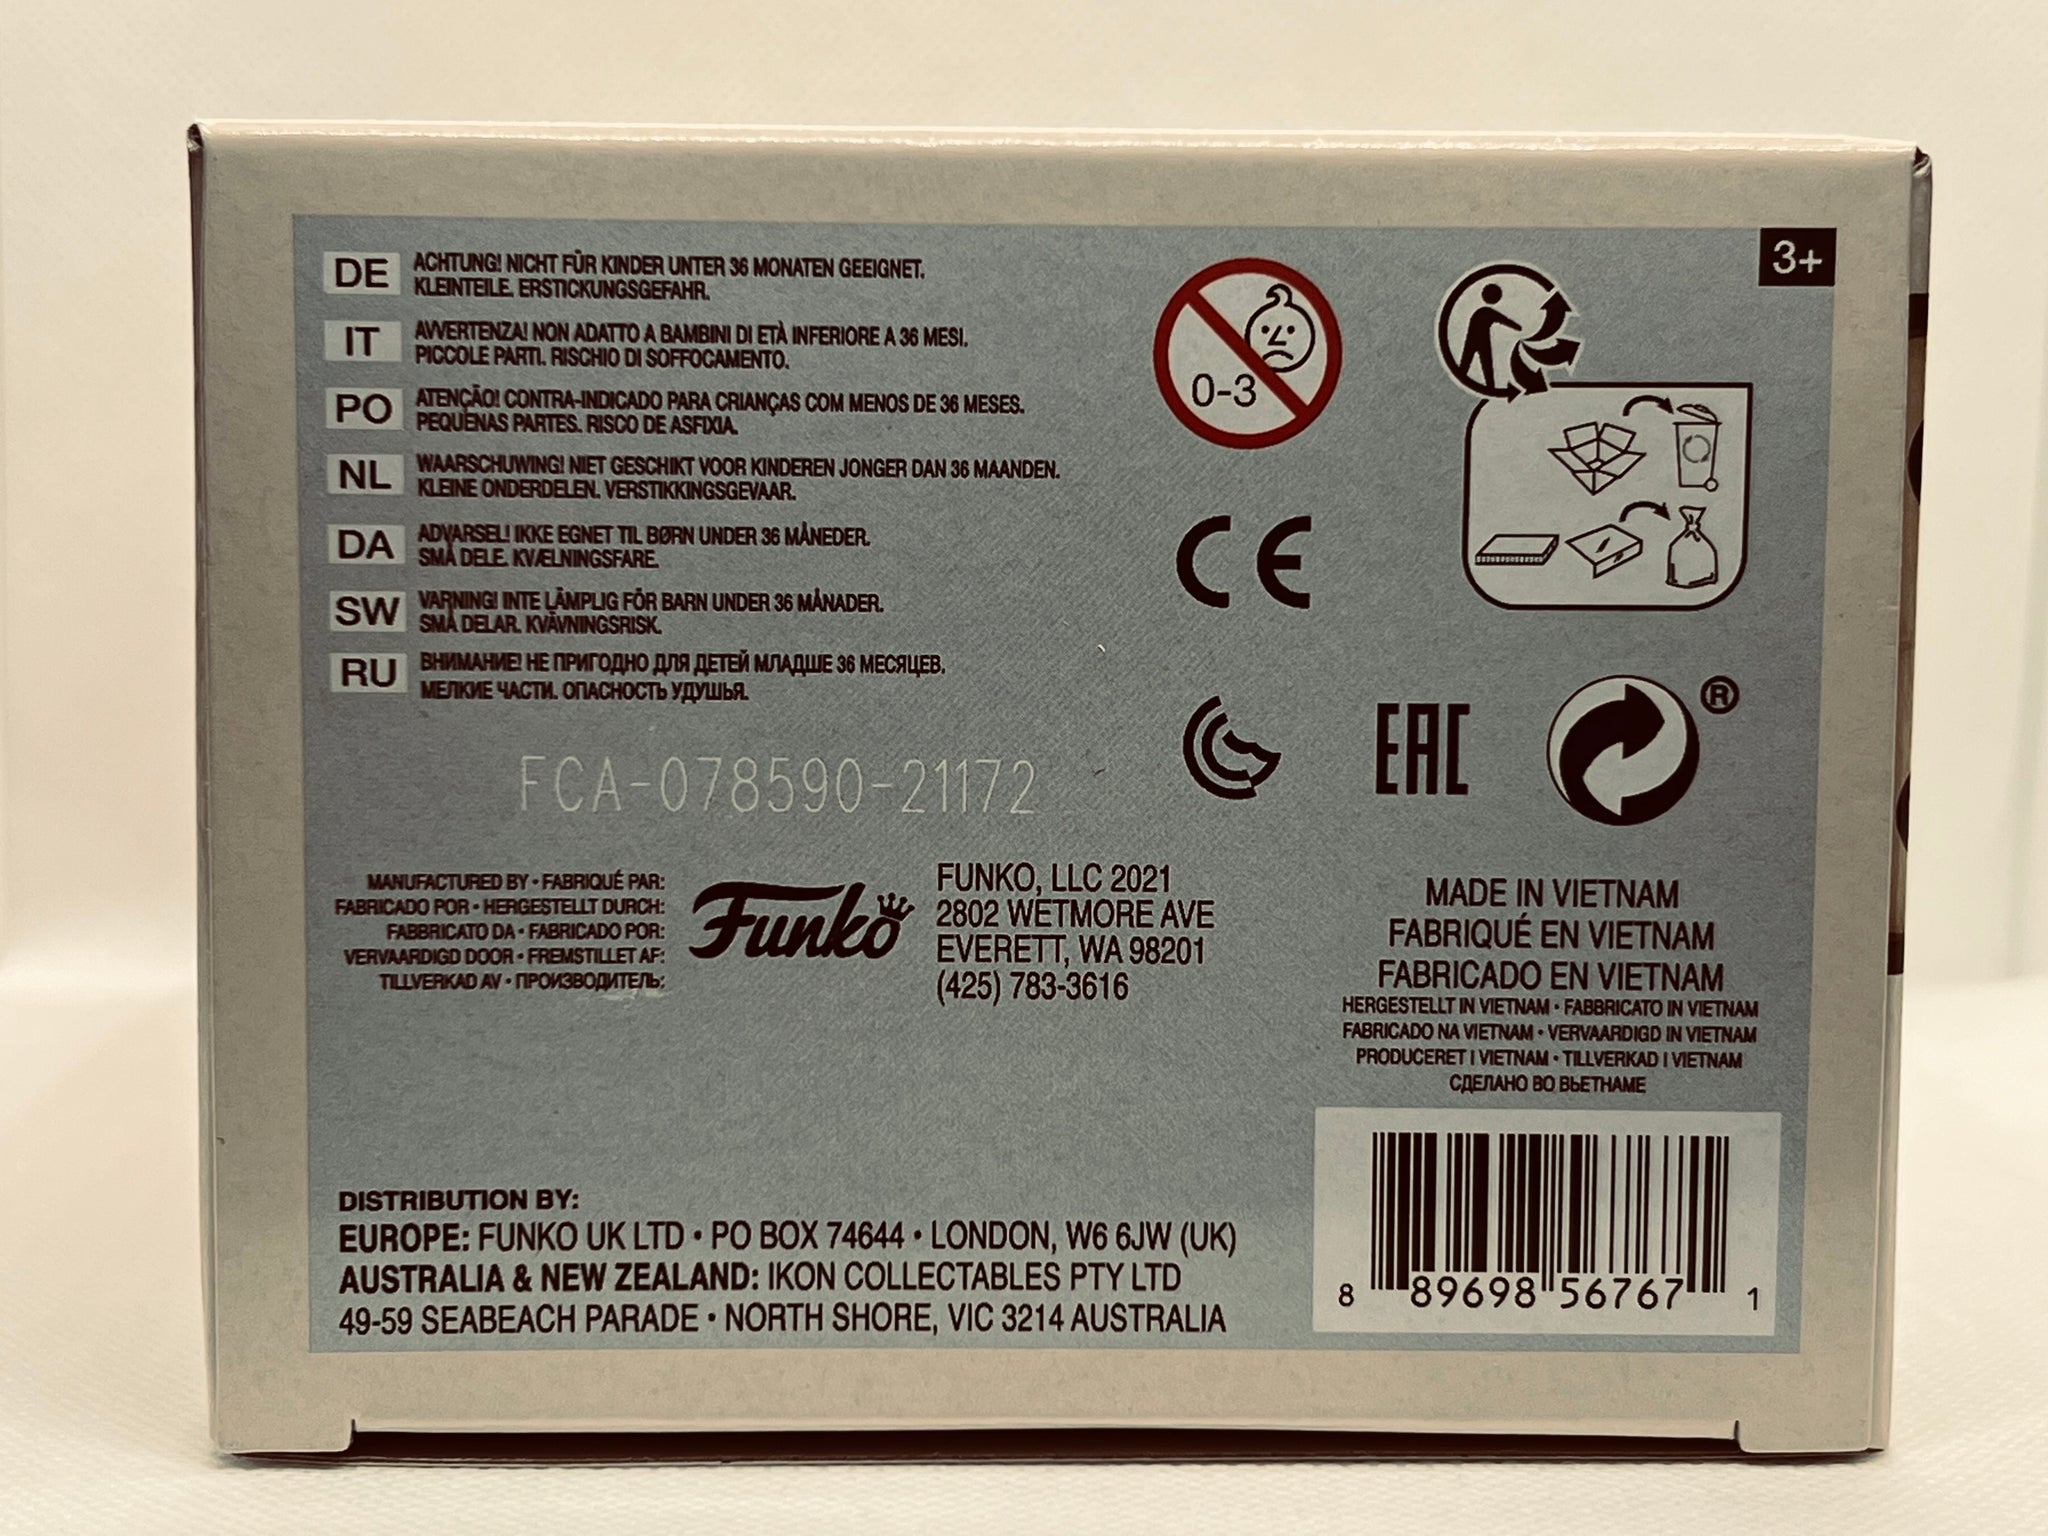 3+
DE ACHTUNG! NICHT FÜR KINDER UNTER 36 MONATEN GEEIGNET.
KLEINTEILE. ERSTICKUNGSGEFAHR.
IT AVVERTENZA! NON ADATTO A BAMBINI DI ETÀ INFERIORE A 36 MESI.
PICCOLE PARTI. RISCHIO DI SOFFOCAMENTO.
PO ATENÇÃO! CONTRA-INDICADO PARA CRIANÇAS COM MENOS DE 36 MESES.
PEQUENAS PARTES. RISCO DE ASFIXIA.
NL WAARSCHUWING! NIET GESCHIKT VOOR KINDEREN JONGER DAN 36 MAANDEN.
KLEINE ONDERDELEN. VERSTIKKINGSGEVAAR.
DA ADVARSEL! IKKE EGNET TIL BØRN UNDER 36 MÅNEDER.
SMÅ DELE. KVÆLNINGSFARE.
SW VARNING! INTE LÄMPLIG FÖR BARN UNDER 36 MÅNADER.
SMÅ DELAR. KVÄVNINGSRISK.
RU ВНИМАНИЕ! НЕ ПРИГОДНО ДЛЯ ДЕТЕЙ МЛАДШЕ 36 МЕСЯЦЕВ.
МЕЛКИЕ ЧАСТИ. ОПАСНОСТЬ УДУШЬЯ.
0-3
CE
EAC
®
FCA-078590-21172
MANUFACTURED BY • FABRIQUÉ PAR:
FABRICADO POR • HERGESTELLT DURCH:
FABBRICATO DA • FABRICADO POR:
VERVAARDIGD DOOR • FREMSTILLET AF:
TILLVERKAD AV • ПРОИЗВОДИТЕЛЬ:
Funko
FUNKO, LLC 2021
2802 WETMORE AVE
EVERETT, WA 98201
(425) 783-3616
MADE IN VIETNAM
FABRIQUÉ EN VIETNAM
FABRICADO EN VIETNAM
HERGESTELLT IN VIETNAM • FABBRICATO IN VIETNAM
FABRICADO NA VIETNAM • VERVAARDIGD IN VIETNAM
PRODUCERET I VIETNAM • TILLVERKAD I VIETNAM
СДЕЛАНО ВО ВЬЕТНАМЕ
DISTRIBUTION BY:
EUROPE: FUNKO UK LTD • PO BOX 74644 • LONDON, W6 6JW (UK)
AUSTRALIA & NEW ZEALAND: IKON COLLECTABLES PTY LTD
49-59 SEABEACH PARADE • NORTH SHORE, VIC 3214 AUSTRALIA
8 89698 56767 1